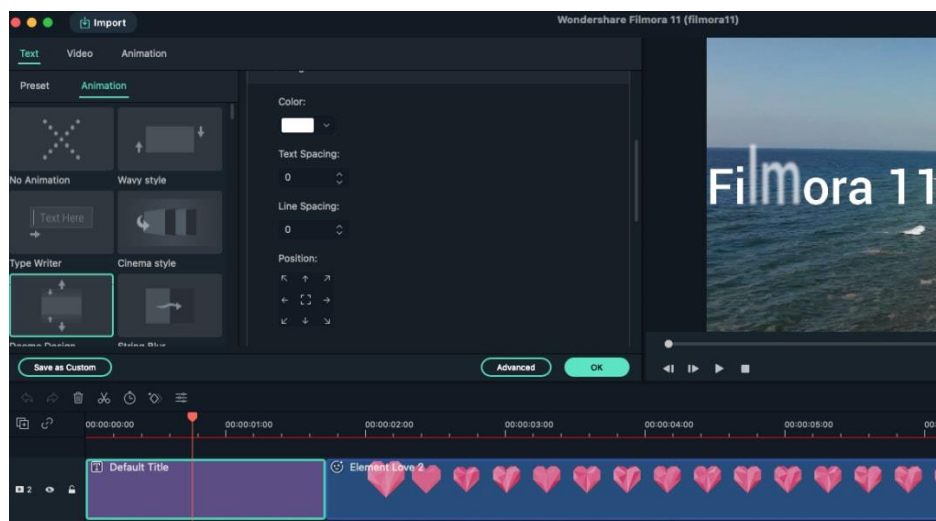 Import
Wondershare Filmora 11 (filmora11)
Text Video Animation
Preset Animation
Color:
No Animation
Wavy style
Text Spacing:
0
Line Spacing:
0
Text Here
Type Writer
Cinema style
Position:
Filmora 11
Save as Custom
Advanced
OK
00:00:00:00 00:00:01:00 00:00:02:00 00:00:03:00 00:00:04:00 00:00:05:00
T Default Title
Element Love 2
2